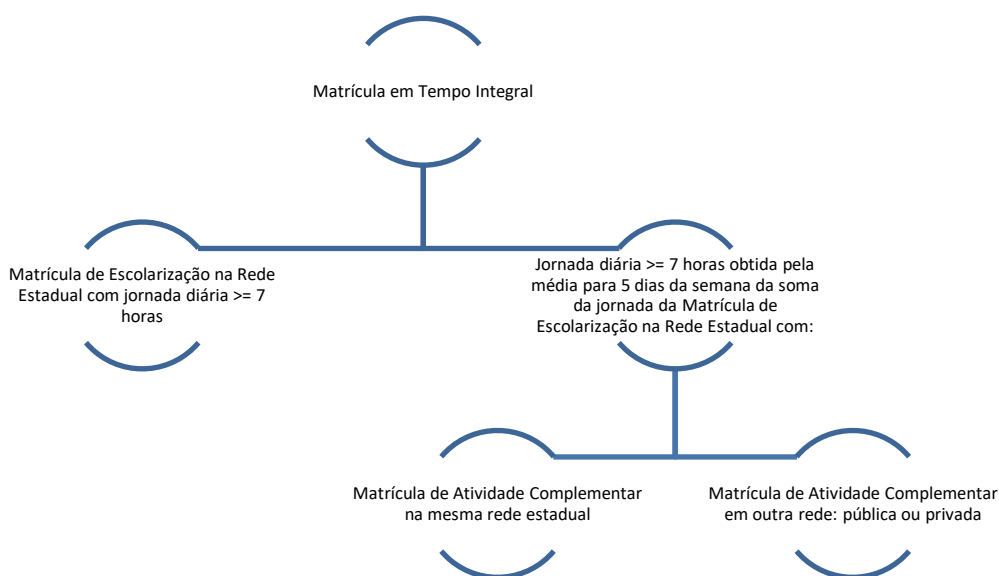 Matrícula em Tempo Integral
Matrícula de Escolarização na Rede
Estadual com jornada diária >= 7
horas
Jornada diária >= 7 horas obtida pela
média para 5 dias da semana da soma
da jornada da Matrícula de
Escolarização na Rede Estadual com:
Matrícula de Atividade Complementar
na mesma rede estadual
Matrícula de Atividade Complementar
em outra rede: pública ou privada